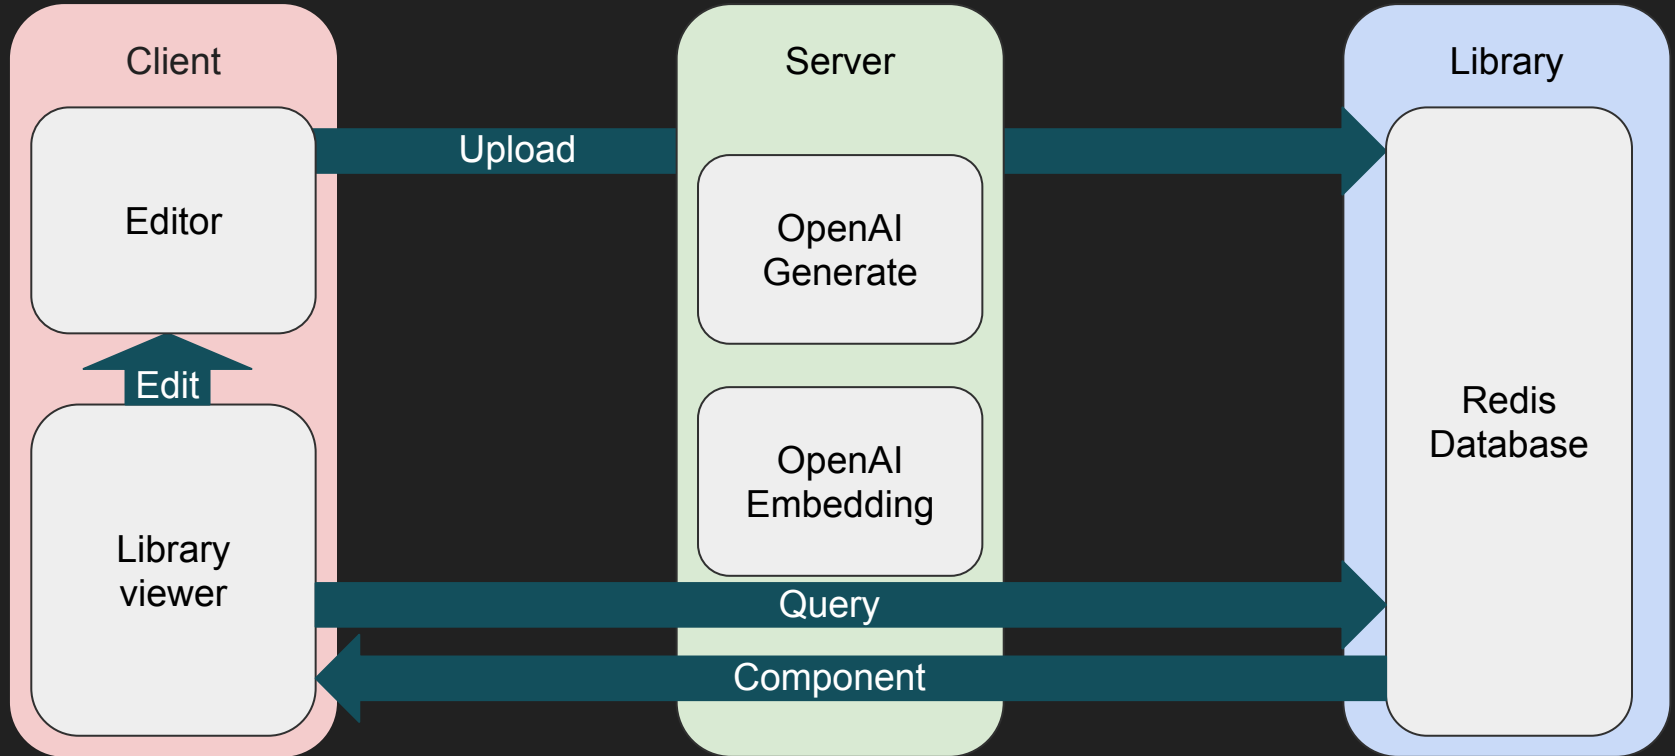 Client
Server
Library
Upload
Editor
OpenAI
Generate
Edit
Redis
Database
OpenAI
Embedding
Library
viewer
Query
Component